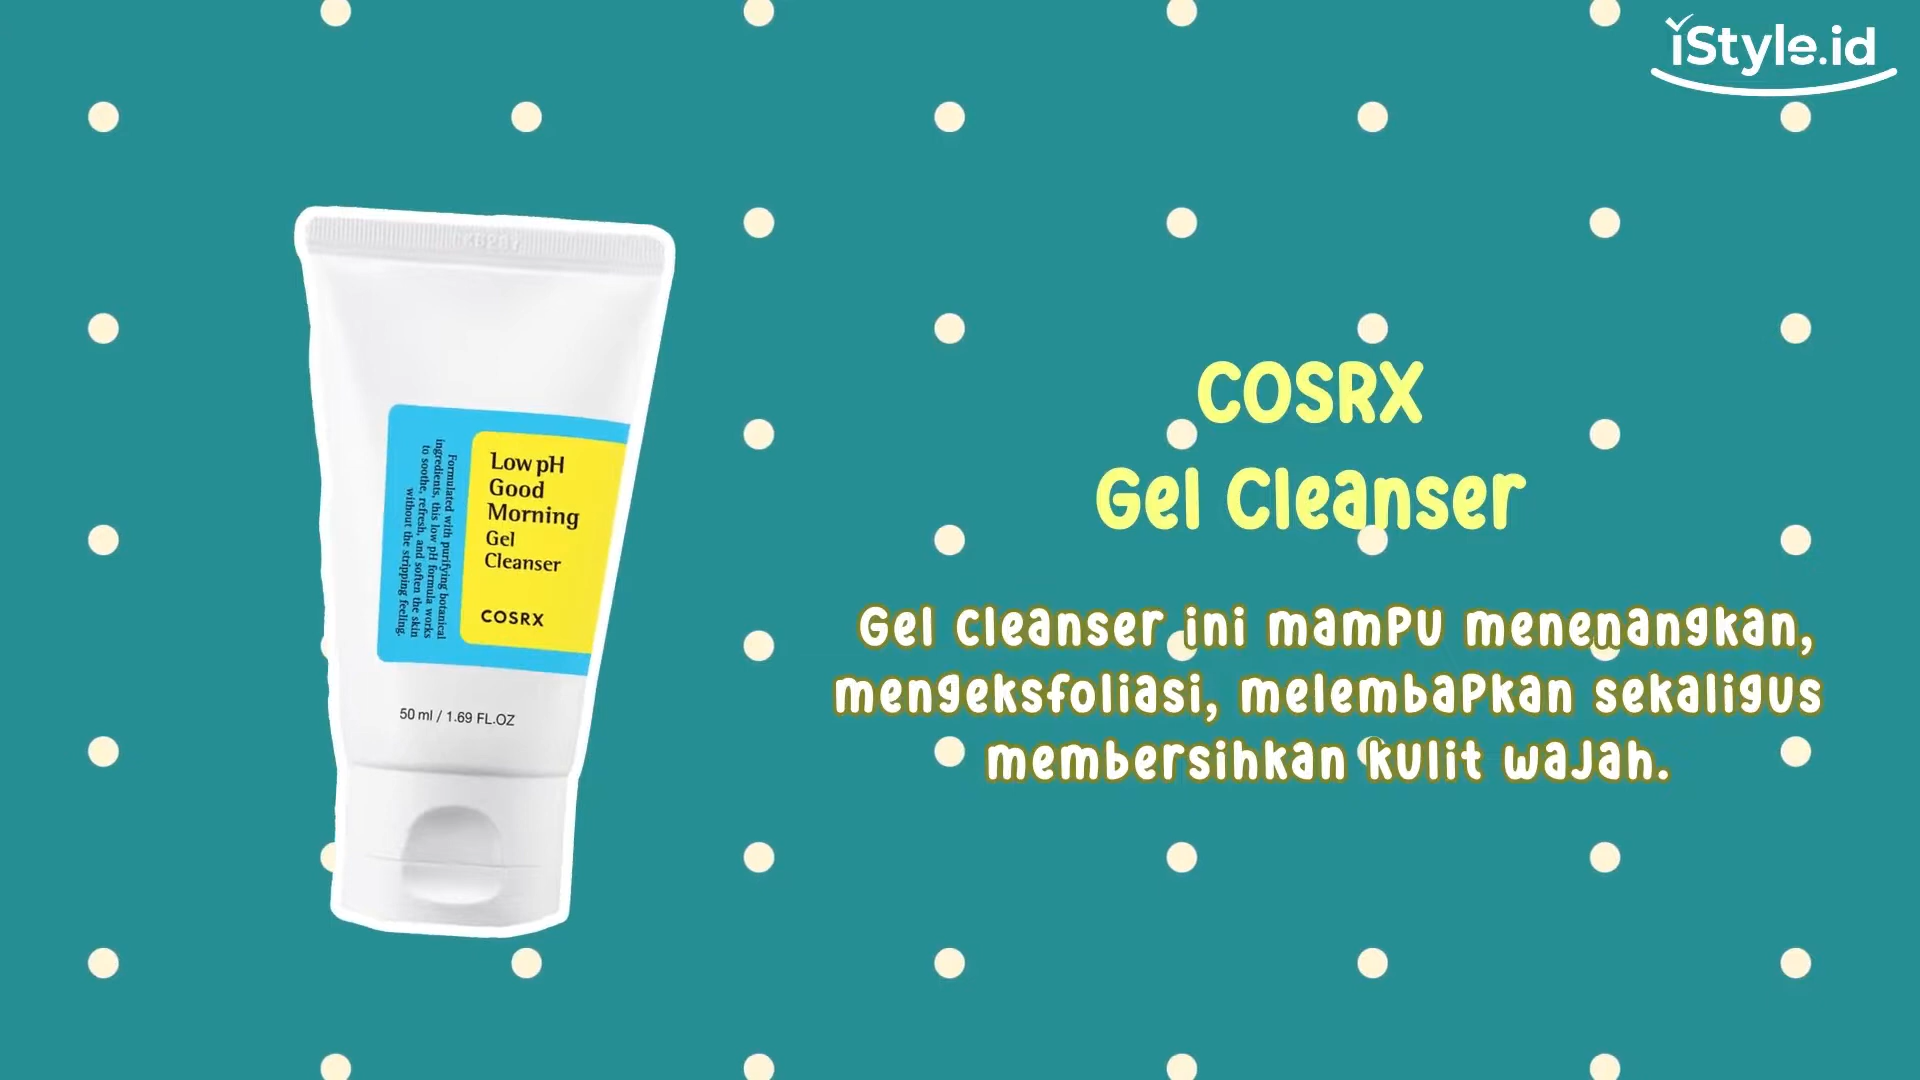 iStyle.id
Low pH
Good
Morning
Gel
Cleanser
COSRX
Formulated with purifying botanical
ingredients, this low pH formula works
to soothe, refresh, and soften the skin
without the stripping feeling.
50 ml / 1.69 FL.OZ
COSRX
Gel Cleanser
Gel cleanser ini mampu menenangkan,
mengeksfoliasi, melembapkan sekaligus
membersihkan kulit wajah.